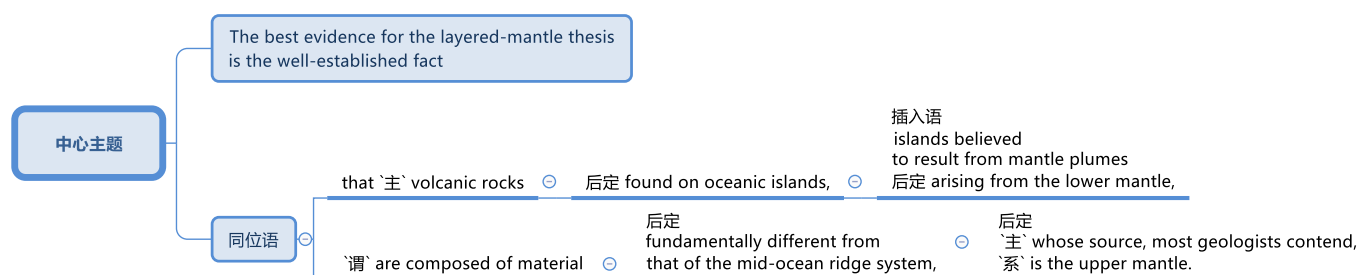 The best evidence for the layered-mantle thesis
is the well-established fact
中心主题
插入语
islands believed
to result from mantle plumes
that `主` volcanic rocks
后定 found on oceanic islands,
后定 arising from the lower mantle,
同位语
后定
fundamentally different from
that of the mid-ocean ridge system,
后定
`主` whose source, most geologists contend,
`系` is the upper mantle.
`谓` are composed of material